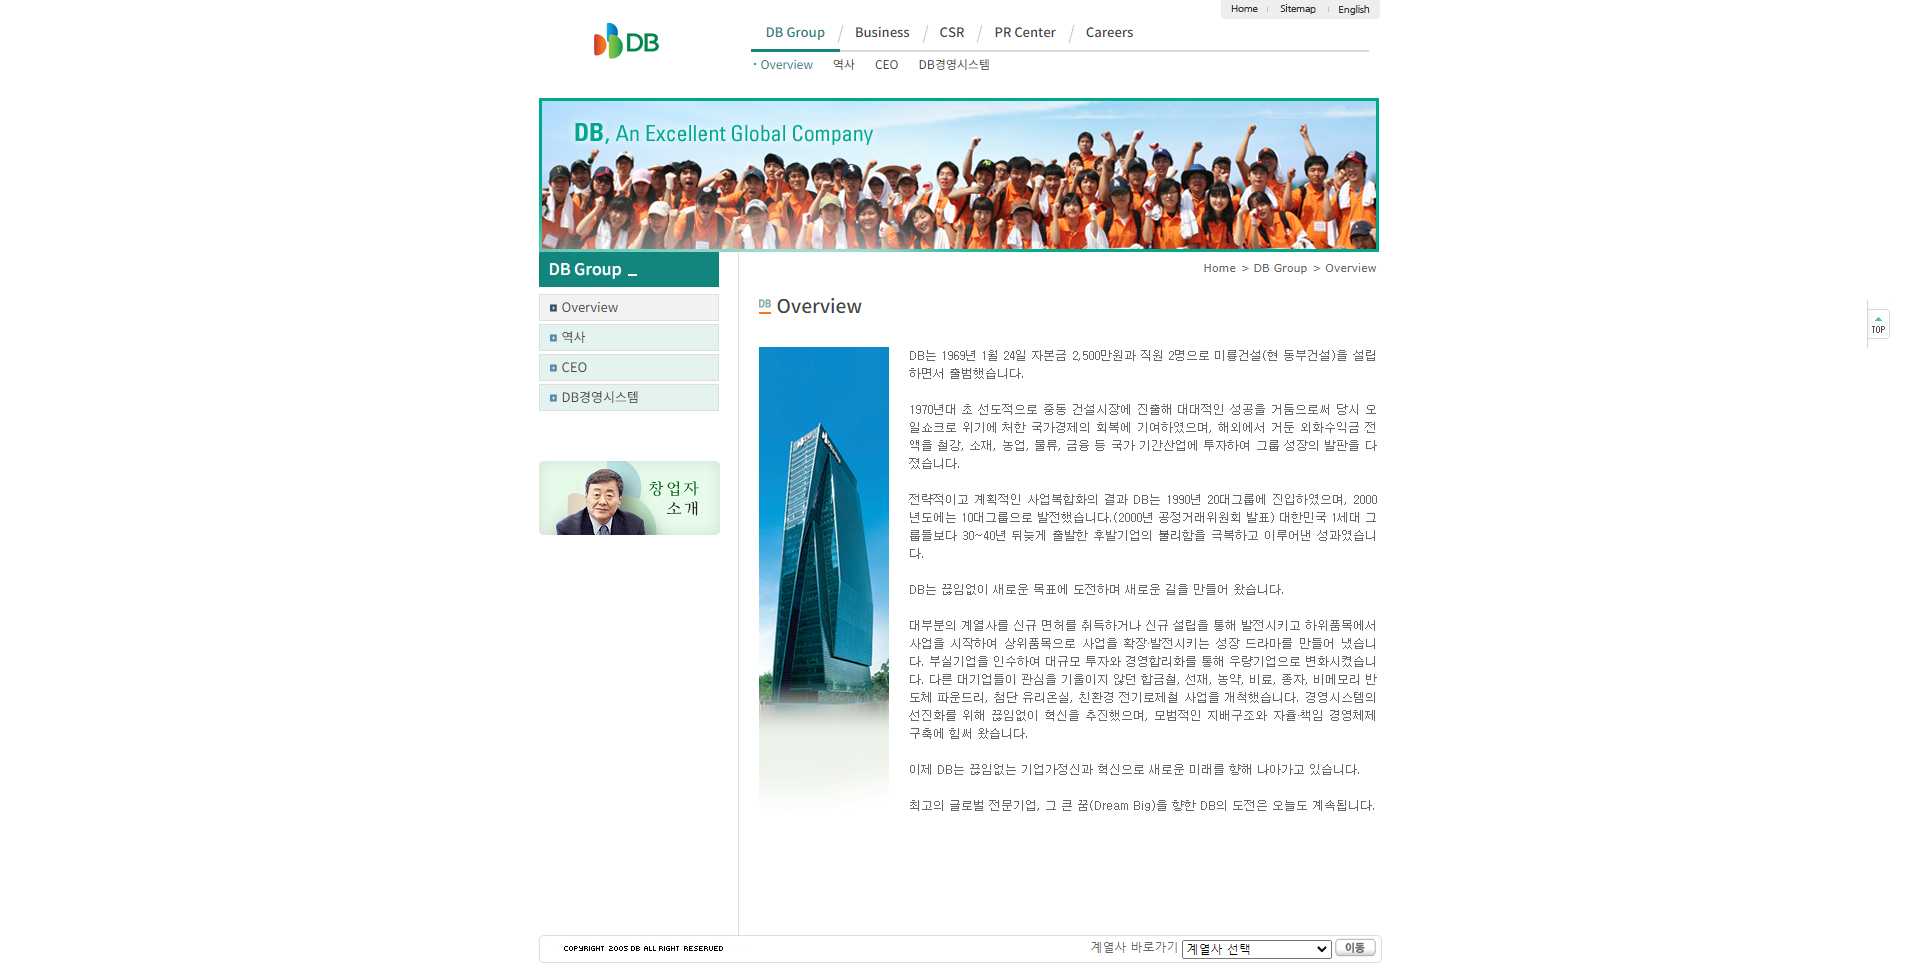 Home Sitemap English
DB
DB Group Business CSR PR Center Careers
Overview 역사 CEO DB경영시스템
DB, An Excellent Global Company
DB Group _
Home > DB Group > Overview
Overview
역사
CEO
DB경영시스템
창업자
소개
DB Overview
DB는 1969년 1월 24일 자본금 2,500만원과 직원 2명으로 미륭건설(현 동부건설)을 설립
하면서 출범했습니다.
1970년대 초 선도적으로 중동 건설시장에 진출해 대대적인 성공을 거둠으로써 당시 오
일쇼크로 위기에 처한 국가경제의 회복에 기여하였으며, 해외에서 거둔 외화수익금 전
액을 철강, 소재, 농업, 물류, 금융 등 국가 기간산업에 투자하여 그룹 성장의 발판을 다
졌습니다.
전략적이고 계획적인 사업복합화의 결과 DB는 1990년 20대그룹에 진입하였으며, 2000
년도에는 10대그룹으로 발전했습니다.(2000년 공정거래위원회 발표) 대한민국 1세대 그
룹들보다 30~40년 뒤늦게 출발한 후발기업의 불리함을 극복하고 이루어낸 성과였습니
다.
DB는 끊임없이 새로운 목표에 도전하며 새로운 길을 만들어 왔습니다.
대부분의 계열사를 신규 면허를 취득하거나 신규 설립을 통해 발전시키고 하위품목에서
사업을 시작하여 상위품목으로 사업을 확장·발전시키는 성장 드라마를 만들어 냈습니
다. 부실기업을 인수하여 대규모 투자와 경영합리화를 통해 우량기업으로 변화시켰습니
다. 다른 대기업들이 관심을 기울이지 않던 합금철, 선재, 농약, 비료, 종자, 비메모리 반
도체 파운드리, 첨단 유리온실, 친환경 전기로제철 사업을 개척했습니다. 경영시스템의
선진화를 위해 끊임없이 혁신을 추진했으며, 모범적인 지배구조와 자율·책임 경영체제
구축에 힘써 왔습니다.
이제 DB는 끊임없는 기업가정신과 혁신으로 새로운 미래를 향해 나아가고 있습니다.
최고의 글로벌 전문기업, 그 큰 꿈(Dream Big)을 향한 DB의 도전은 오늘도 계속됩니다.
TOP
COPYRIGHT 2005 DB ALL RIGHT RESERVED
계열사 바로가기 계열사 선택 이동